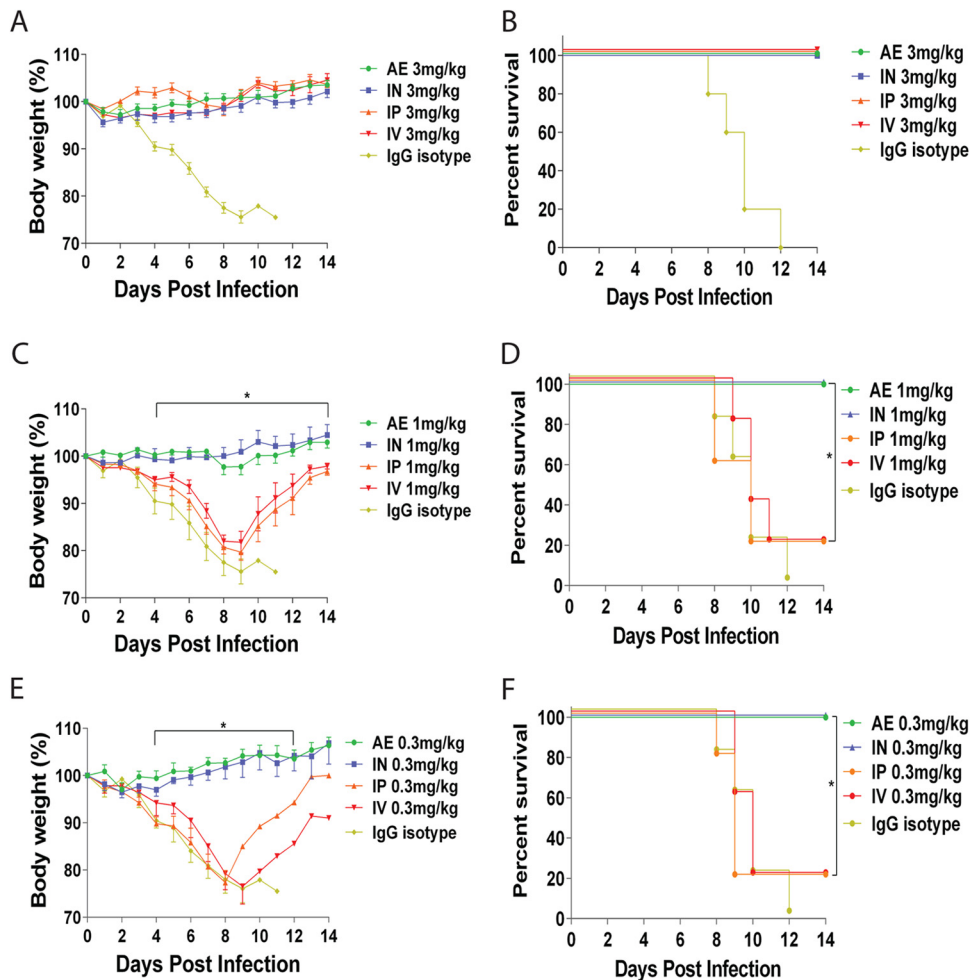 A
Body weight (%)
110
100
90
80
70
0 2 4 6 8 10 12 14
Days Post Infection
AE 3mg/kg
IN 3mg/kg
IP 3mg/kg
IV 3mg/kg
IgG isotype
B
Percent survival
100
80
60
40
20
0
0 2 4 6 8 10 12 14
Days Post Infection
AE 3mg/kg
IN 3mg/kg
IP 3mg/kg
IV 3mg/kg
IgG isotype
C
Body weight (%)
110
100
90
80
70
*
0 2 4 6 8 10 12 14
Days Post Infection
AE 1mg/kg
IN 1mg/kg
IP 1mg/kg
IV 1mg/kg
IgG isotype
D
Percent survival
100
80
60
40
20
0
0 2 4 6 8 10 12 14
Days Post Infection
*
AE 1mg/kg
IN 1mg/kg
IP 1mg/kg
IV 1mg/kg
IgG isotype
E
Body weight (%)
110
100
90
80
70
*
0 2 4 6 8 10 12 14
Days Post Infection
AE 0.3mg/kg
IN 0.3mg/kg
IP 0.3mg/kg
IV 0.3mg/kg
IgG isotype
F
Percent survival
100
80
60
40
20
0
0 2 4 6 8 10 12 14
Days Post Infection
*
AE 0.3mg/kg
IN 0.3mg/kg
IP 0.3mg/kg
IV 0.3mg/kg
IgG isotype